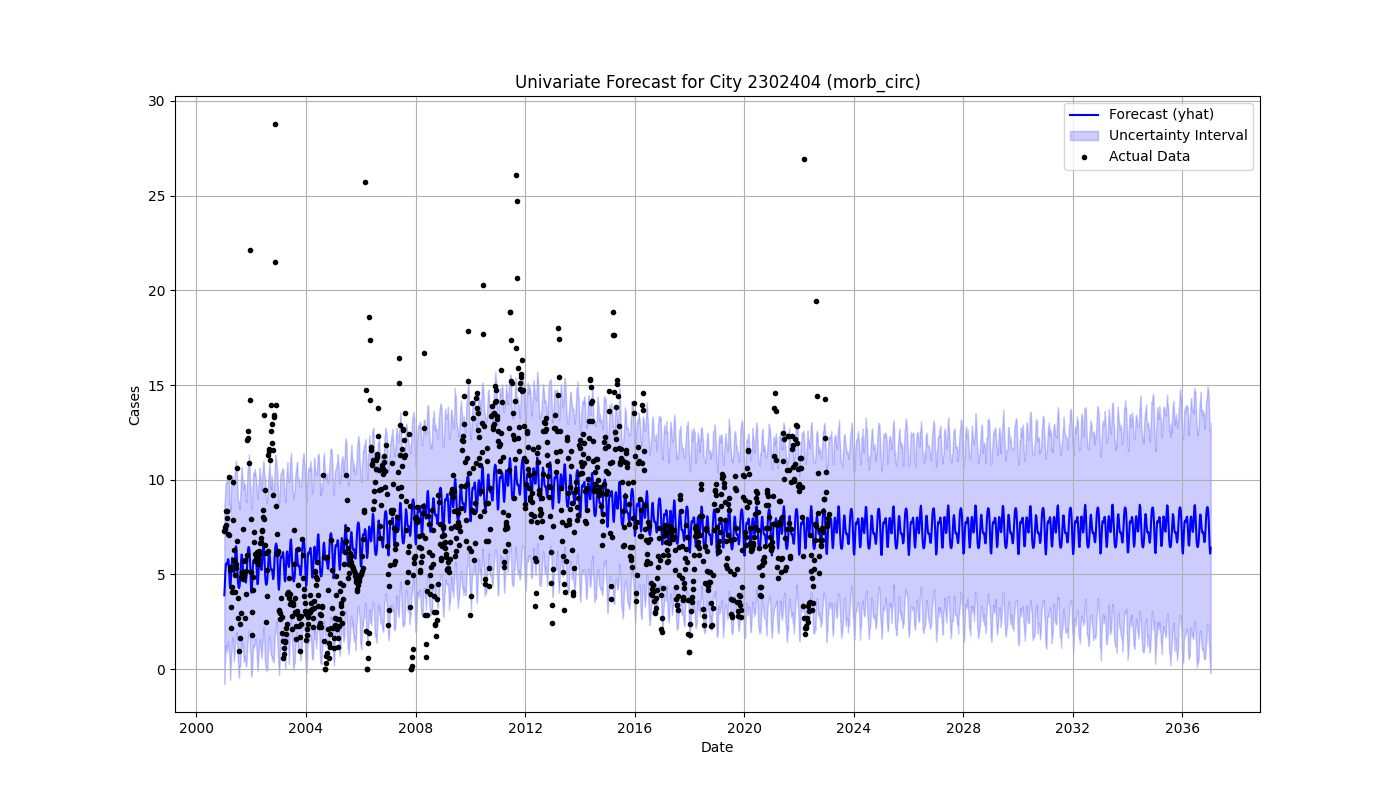 Univariate Forecast for City 2302404 (morb_circ)
Forecast (yhat)
Uncertainty Interval
Actual Data
30
25
20
15
10
5
0
Cases
2000 2004 2008 2012 2016 2020 2024 2028 2032 2036
Date